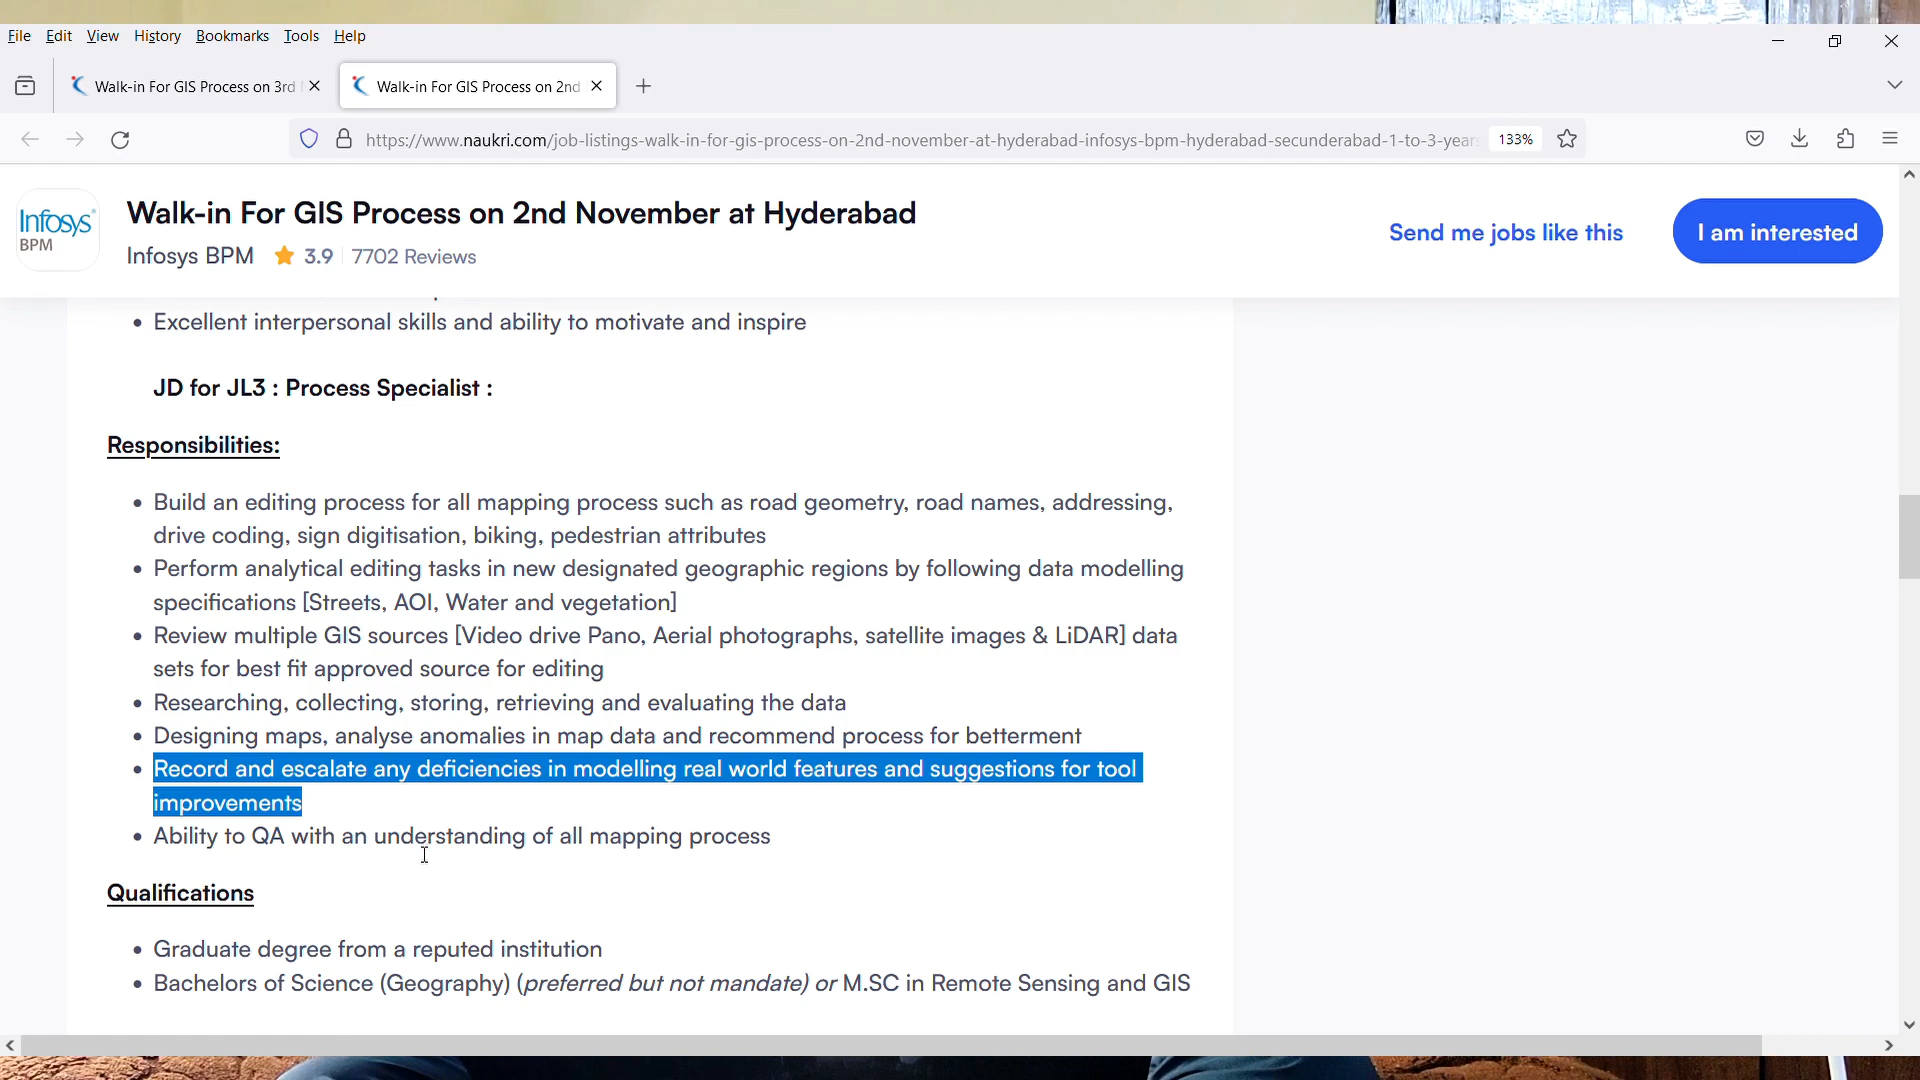 File Edit View History Bookmarks Tools Help
Walk-in For GIS Process on 3rd
Walk-in For GIS Process on 2nd
https://www.naukri.com/job-listings-walk-in-for-gis-process-on-2nd-november-at-hyderabad-infosys-bpm-hyderabad-secunderabad-1-to-3-years
133%
Infosys
BPM
Walk-in For GIS Process on 2nd November at Hyderabad
Infosys BPM 3.9 7702 Reviews
Send me jobs like this
I am interested
• Excellent interpersonal skills and ability to motivate and inspire
JD for JL3 : Process Specialist :
Responsibilities:
• Build an editing process for all mapping process such as road geometry, road names, addressing,
drive coding, sign digitisation, biking, pedestrian attributes
• Perform analytical editing tasks in new designated geographic regions by following data modelling
specifications [Streets, AOI, Water and vegetation]
• Review multiple GIS sources [Video drive Pano, Aerial photographs, satellite images & LiDAR] data
sets for best fit approved source for editing
• Researching, collecting, storing, retrieving and evaluating the data
• Designing maps, analyse anomalies in map data and recommend process for betterment
• Record and escalate any deficiencies in modelling real world features and suggestions for tool
improvements
• Ability to QA with an understanding of all mapping process
Qualifications
• Graduate degree from a reputed institution
• Bachelors of Science (Geography) (preferred but not mandate) or M.SC in Remote Sensing and GIS